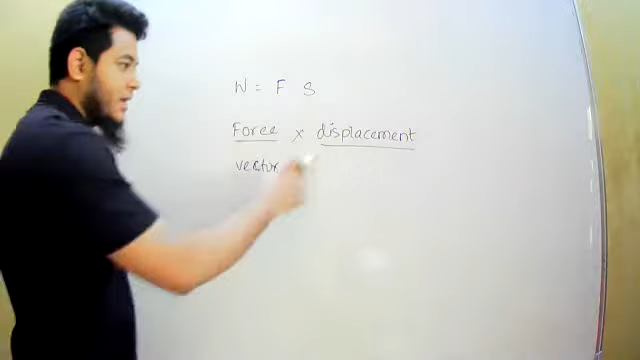 W = F S
Force × displacement
vector